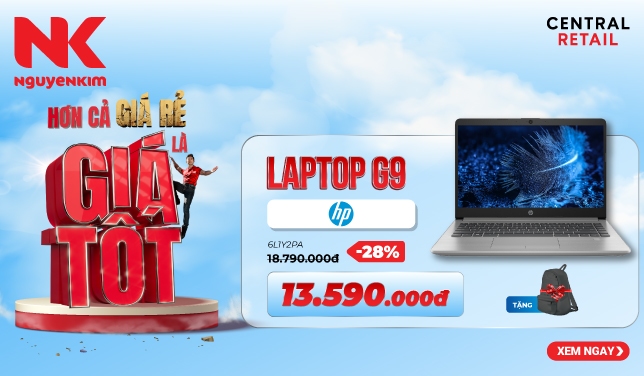 NK
NGUYENKIM
CENTRAL
RETAIL
HƠN CẢ GIÁ RẺ
LÀ
GIÁ
TỐT
LAPTOP G9
hp
6L1Y2PA
18.790.000đ
-28%
13.590.000đ
TẶNG
XEM NGAY